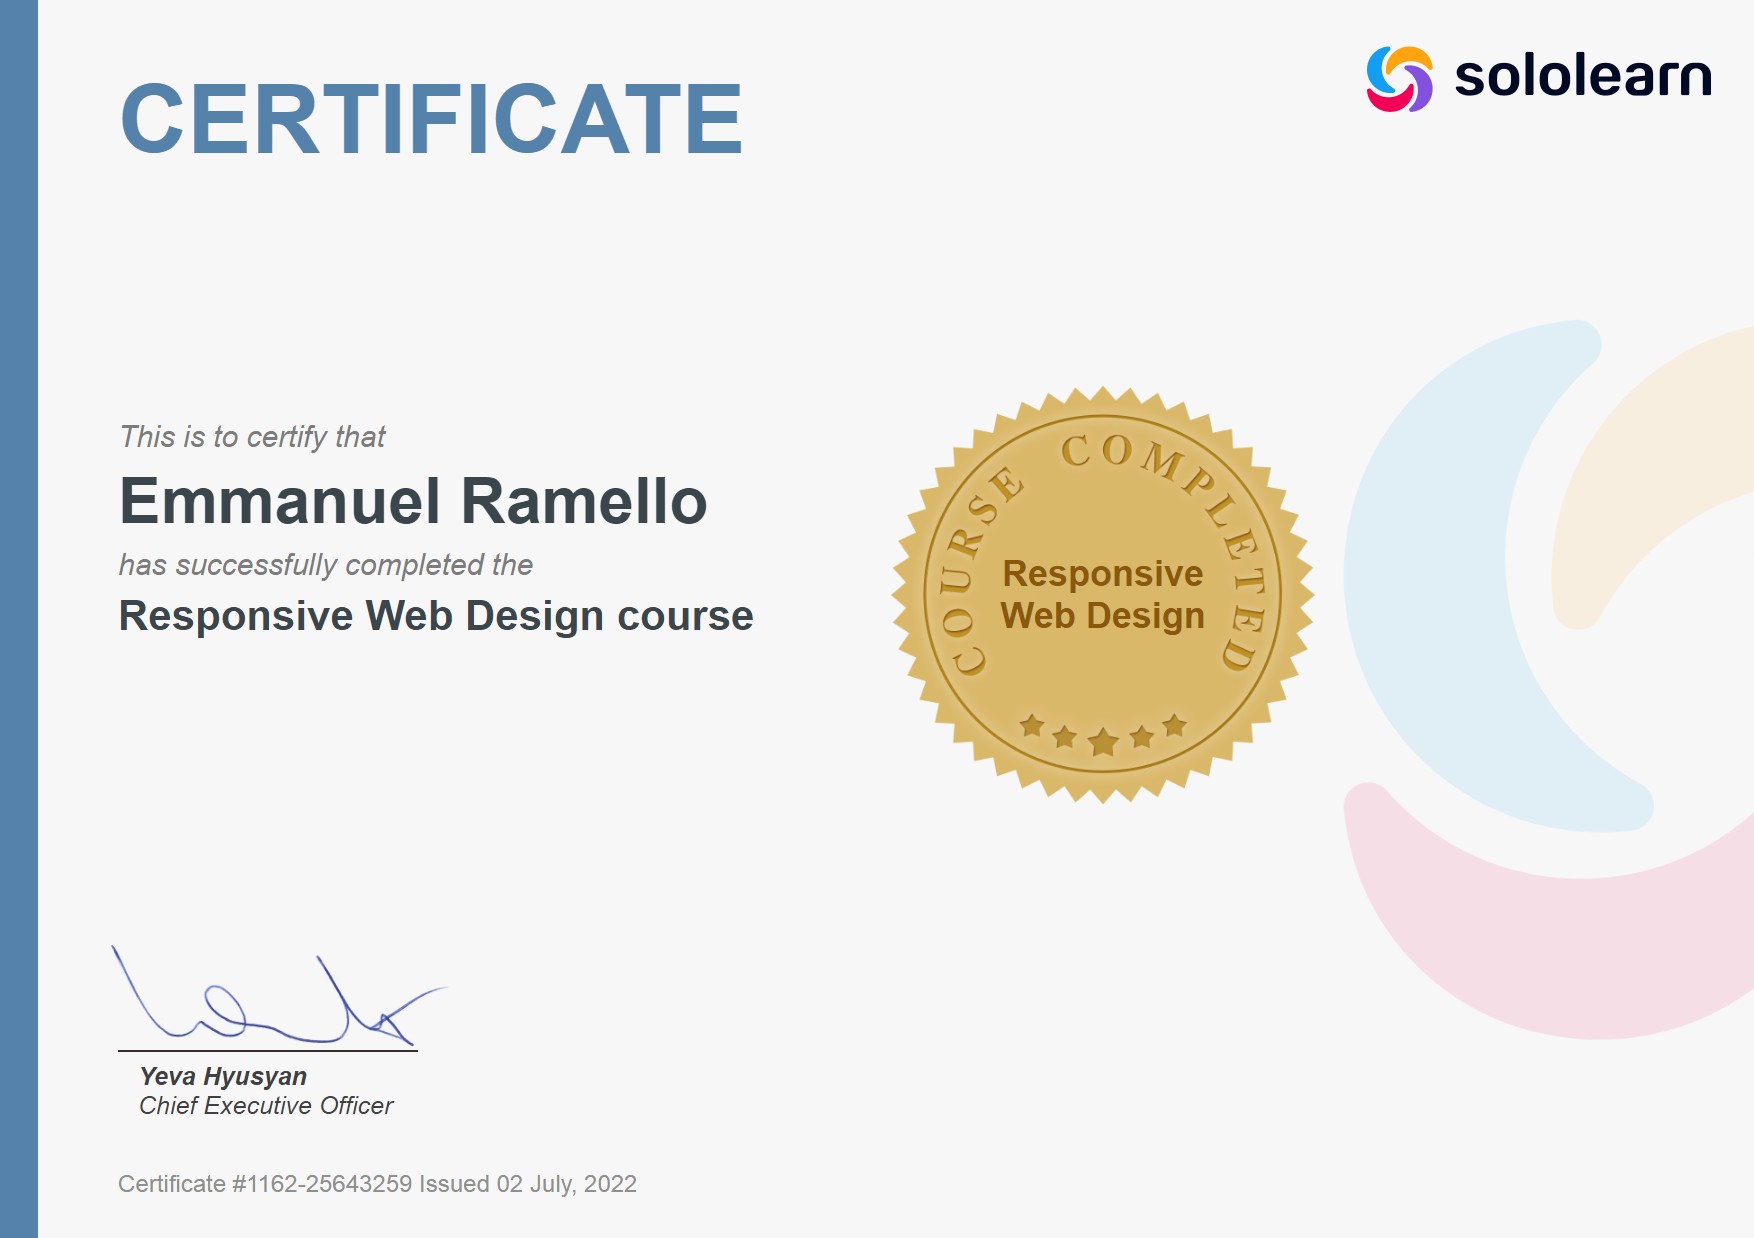 CERTIFICATE
sololearn
This is to certify that
Emmanuel Ramello
has successfully completed the
Responsive Web Design course
COURSE COMPLETED
Responsive
Web Design
Yeva Hyusyan
Chief Executive Officer
Certificate #1162-25643259 Issued 02 July, 2022